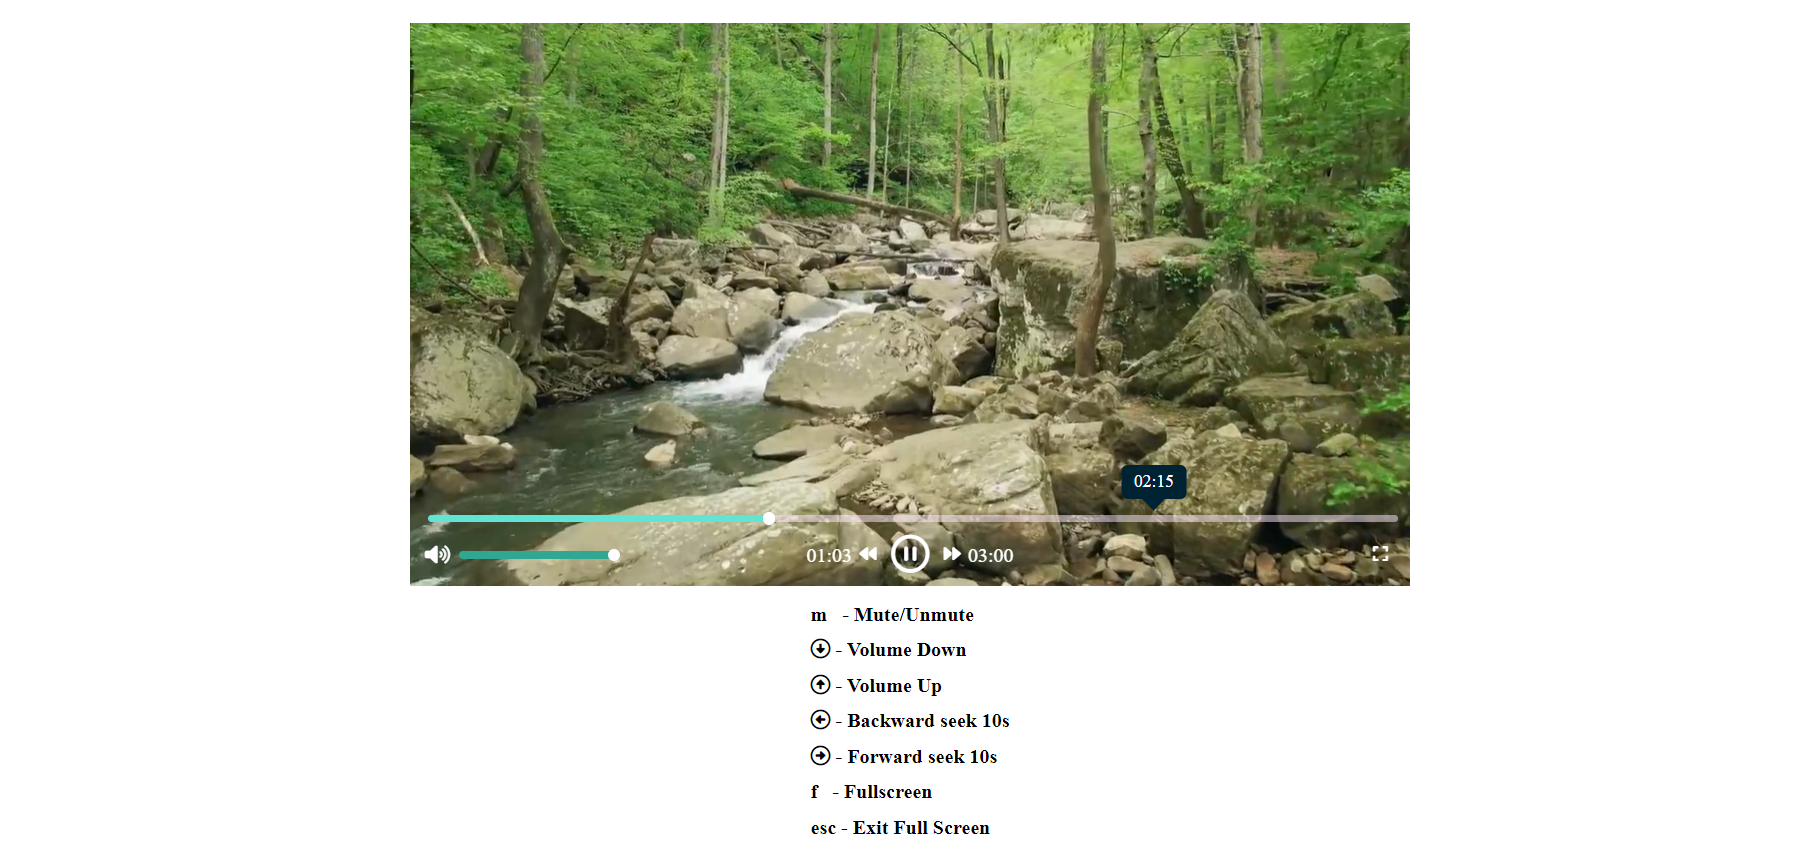 02:15
01:03 03:00
m - Mute/Unmute
- Volume Down
- Volume Up
- Backward seek 10s
- Forward seek 10s
f - Fullscreen
esc - Exit Full Screen